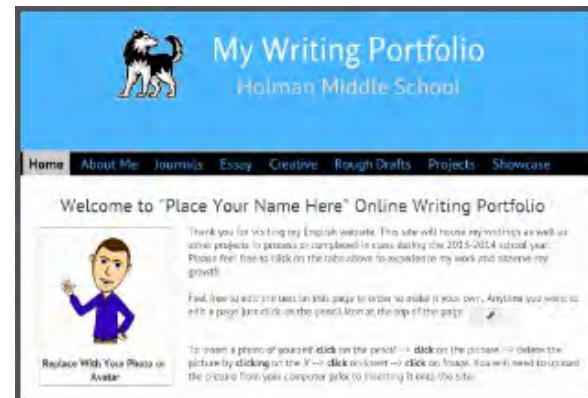 My Writing Portfolio
Holman Middle School
Home About Me Journals Essay Creative Rough Drafts Projects Showcase
Welcome to "Place Your Name Here" Online Writing Portfolio
Thank you for visiting my English website. This site will house my writings as well as
other projects in process or completed in class during the 2013-2014 school year.
Please feel free to click on the tabs above to experience my work and observe my
growth.
Feel free to edit the text on this page in order to make it your own. Anytime you want to
edit a page just click on the pencil icon at the top of the page.
To insert a photo of yourself click on the pencil --> click on the picture --> delete the
picture by clicking on the X --> click on Insert --> click on Image. You will need to upload
the picture from your computer prior to inserting it onto the site.
Replace With Your Photo or
Avatar